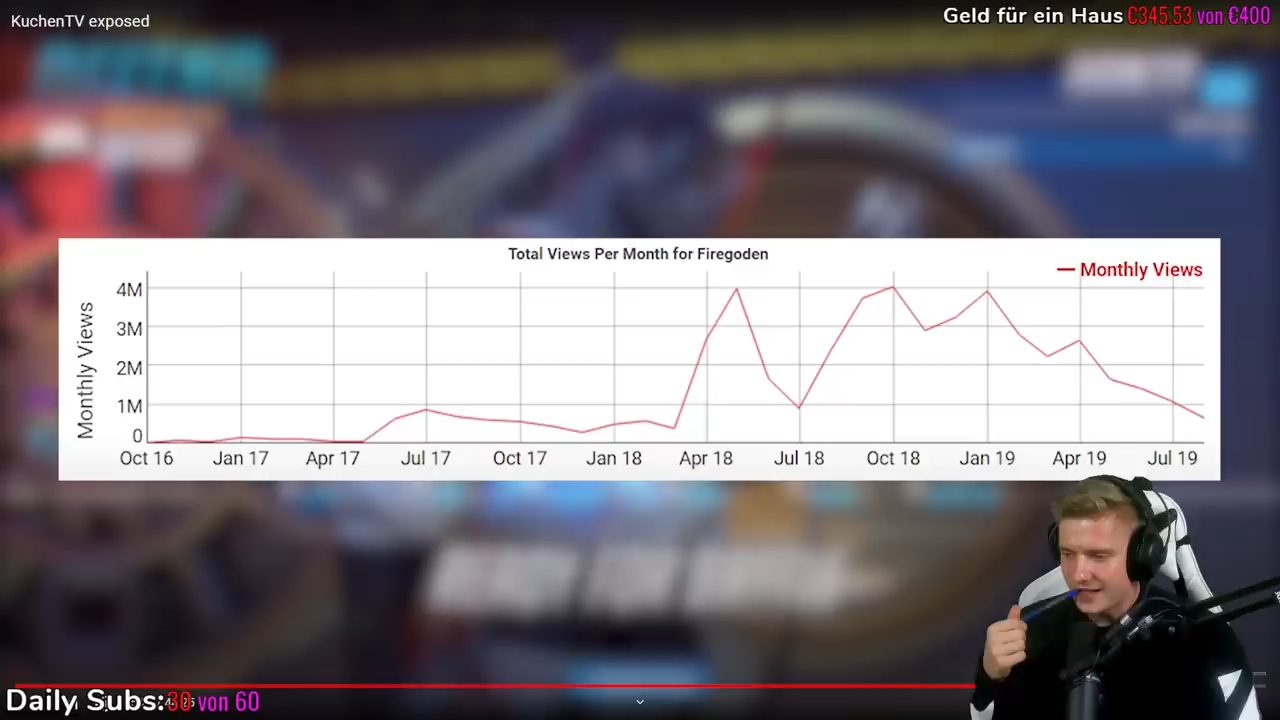 KuchenTV exposed
Geld für ein Haus €345.53 von €400
Total Views Per Month for Firegoden
Monthly Views
Monthly Views
4M
3M
2M
1M
0
Oct 16 Jan 17 Apr 17 Jul 17 Oct 17 Jan 18 Apr 18 Jul 18 Oct 18 Jan 19 Apr 19 Jul 19
Daily Subs: 30 von 60